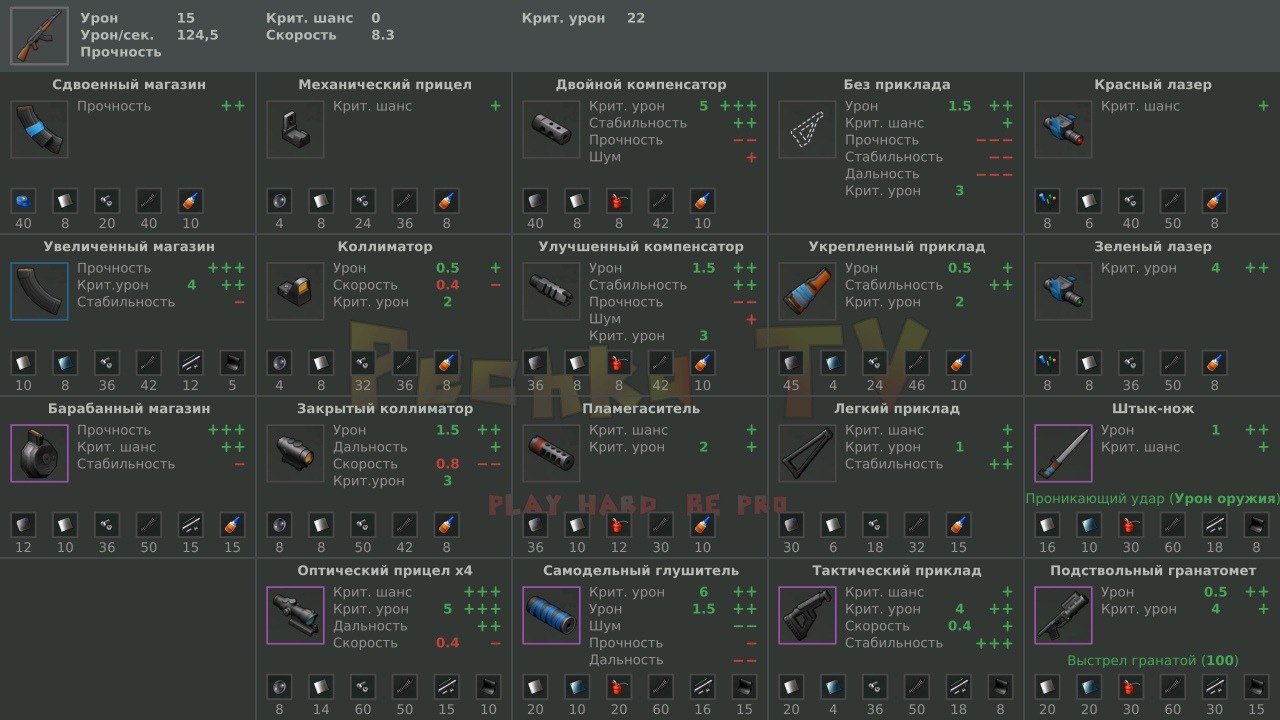 Урон 15 Крит. шанс 0 Крит. урон 22
Урон/сек. 124,5 Скорость 8.3
Прочность
Сдвоенный магазин
Прочность ++
40 8 20 40 10
Механический прицел
Крит. шанс +
4 8 24 36 8
Двойной компенсатор
Крит. урон 5 +++
Стабильность ++
Прочность −−
Шум +
40 8 8 42 10
Без приклада
Урон 1.5 ++
Крит. шанс +
Прочность −−−
Стабильность −−
Дальность −−−
Крит. урон 3
Красный лазер
Крит. шанс +
8 6 40 50 8
Увеличенный магазин
Прочность +++
Крит.урон 4 ++
Стабильность −
10 8 36 42 12 5
Коллиматор
Урон 0.5 +
Скорость 0.4 −
Крит. урон 2
4 8 32 36 8
Улучшенный компенсатор
Урон 1.5 ++
Стабильность ++
Прочность −−
Шум +
Крит. урон 3
36 8 8 42 10
Укрепленный приклад
Урон 0.5 +
Стабильность ++
Крит. урон 2
45 4 24 46 10
Зеленый лазер
Крит. урон 4 ++
8 8 36 50 8
Pechka TV
Барабанный магазин
Прочность +++
Крит. шанс ++
Стабильность −
12 10 36 50 15 15
Закрытый коллиматор
Урон 1.5 ++
Дальность +
Скорость 0.8 −−
Крит.урон 3
8 8 50 42 8
Пламегаситель
Крит. шанс +
Крит. урон 2 +
36 10 12 30 10
Легкий приклад
Крит. шанс +
Крит. урон 1 +
Стабильность ++
30 6 18 32 15
Штык-нож
Урон 1 ++
Крит. шанс +
Проникающий удар (Урон оружия)
16 10 30 60 18 8
PLAY HARD BE PRO
Оптический прицел x4
Крит. шанс +++
Крит. урон 5 +++
Дальность ++
Скорость 0.4 −
8 14 60 50 15 10
Самодельный глушитель
Крит. урон 6 ++
Урон 1.5 ++
Шум −−
Прочность −
Дальность −−
20 10 20 60 16 15
Тактический приклад
Крит. шанс +
Крит. урон 4 ++
Скорость 0.4 +
Стабильность +++
20 4 36 50 18 8
Подствольный гранатомет
Урон 0.5 ++
Крит. урон 4 +
Выстрел гранатой (100)
20 20 30 60 30 15